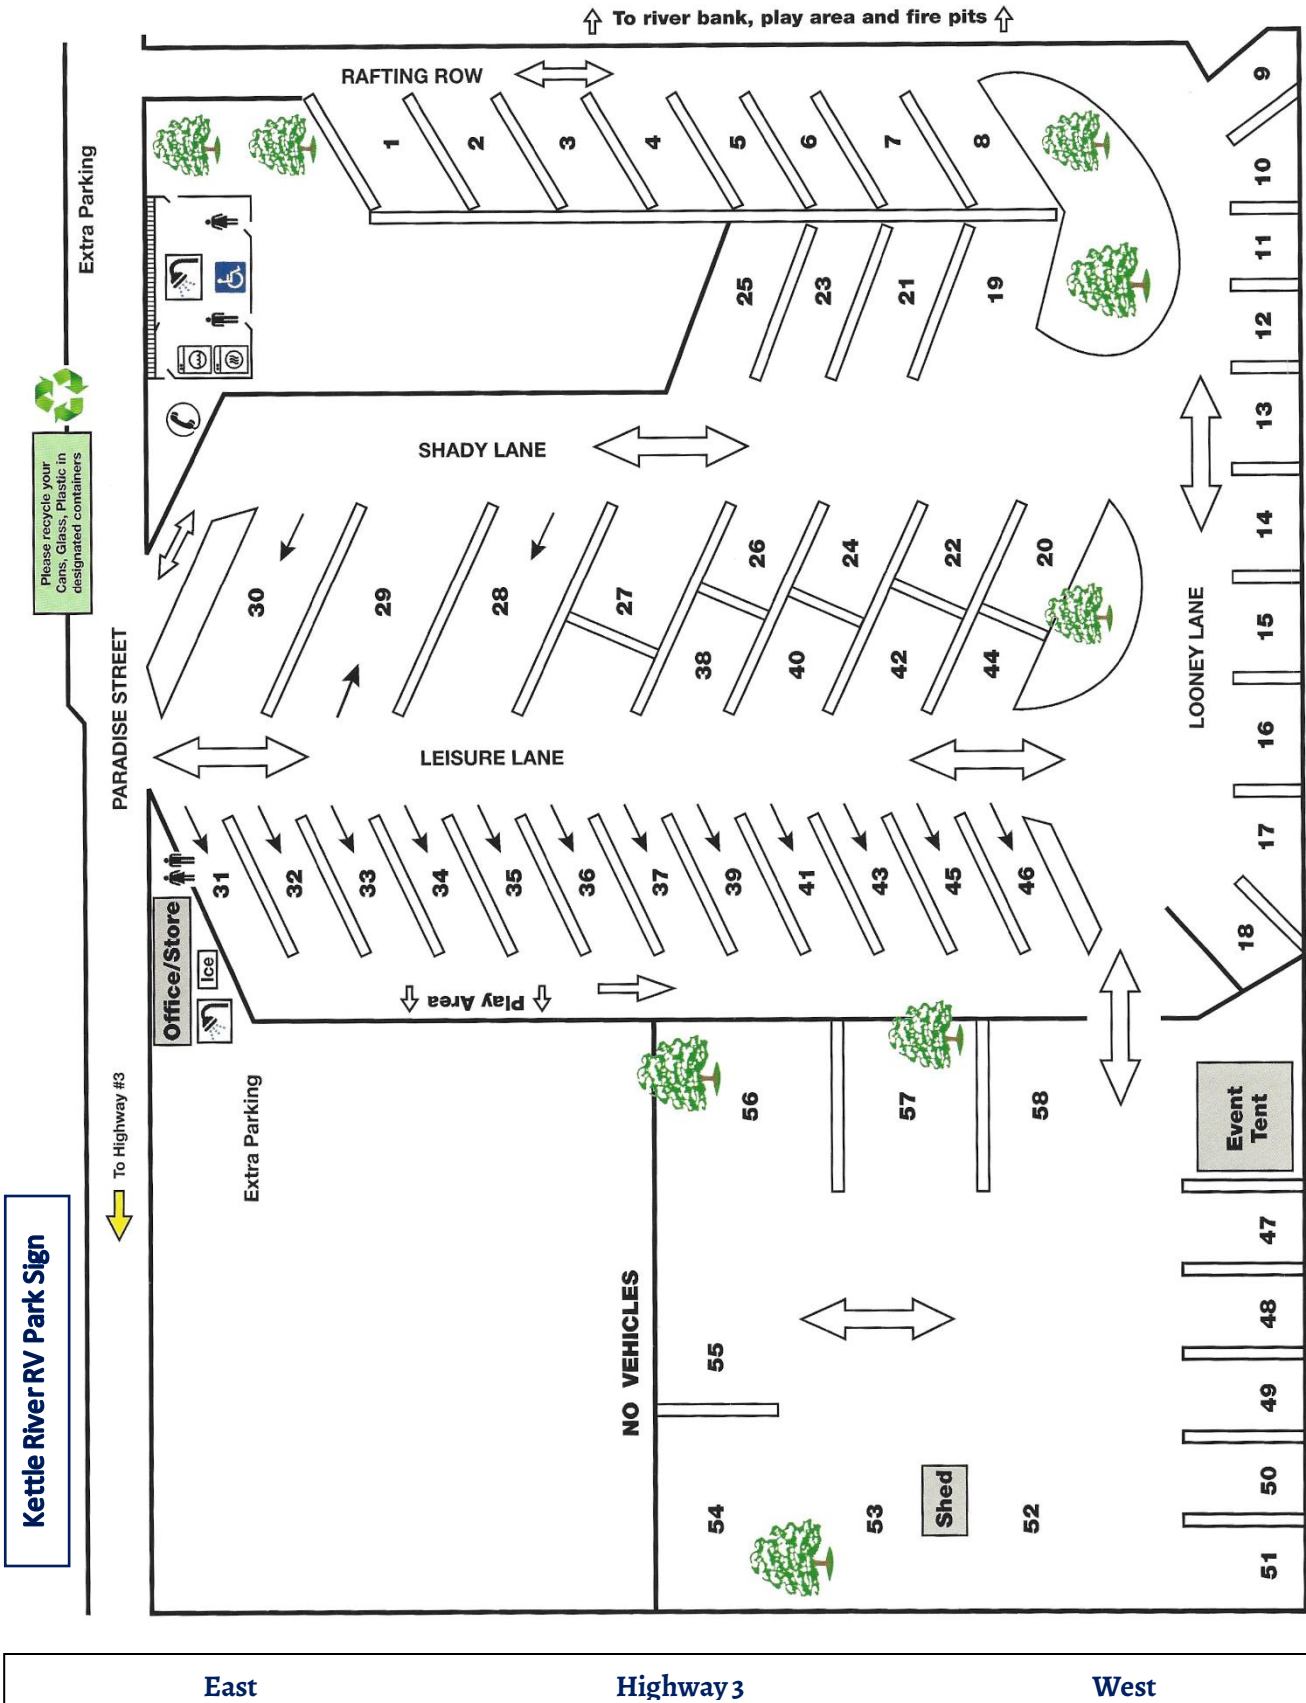 To river bank, play area and fire pits
RAFTING ROW
Extra Parking
1
2
3
4
5
6
7
8
9
10
11
12
13
14
15
16
17
18
25
23
21
19
Please recycle your
Cans, Glass, Plastic in
designated containers
SHADY LANE
30
29
28
27
26
24
22
20
38
40
42
44
PARADISE STREET
LOONEY LANE
LEISURE LANE
31
32
33
34
35
36
37
39
41
43
45
46
Office/Store
Ice
Play Area
To Highway #3
Extra Parking
56
57
58
Event
Tent
47
48
49
50
51
NO VEHICLES
55
54
53
Shed
52
Kettle River RV Park Sign
East
Highway 3
West